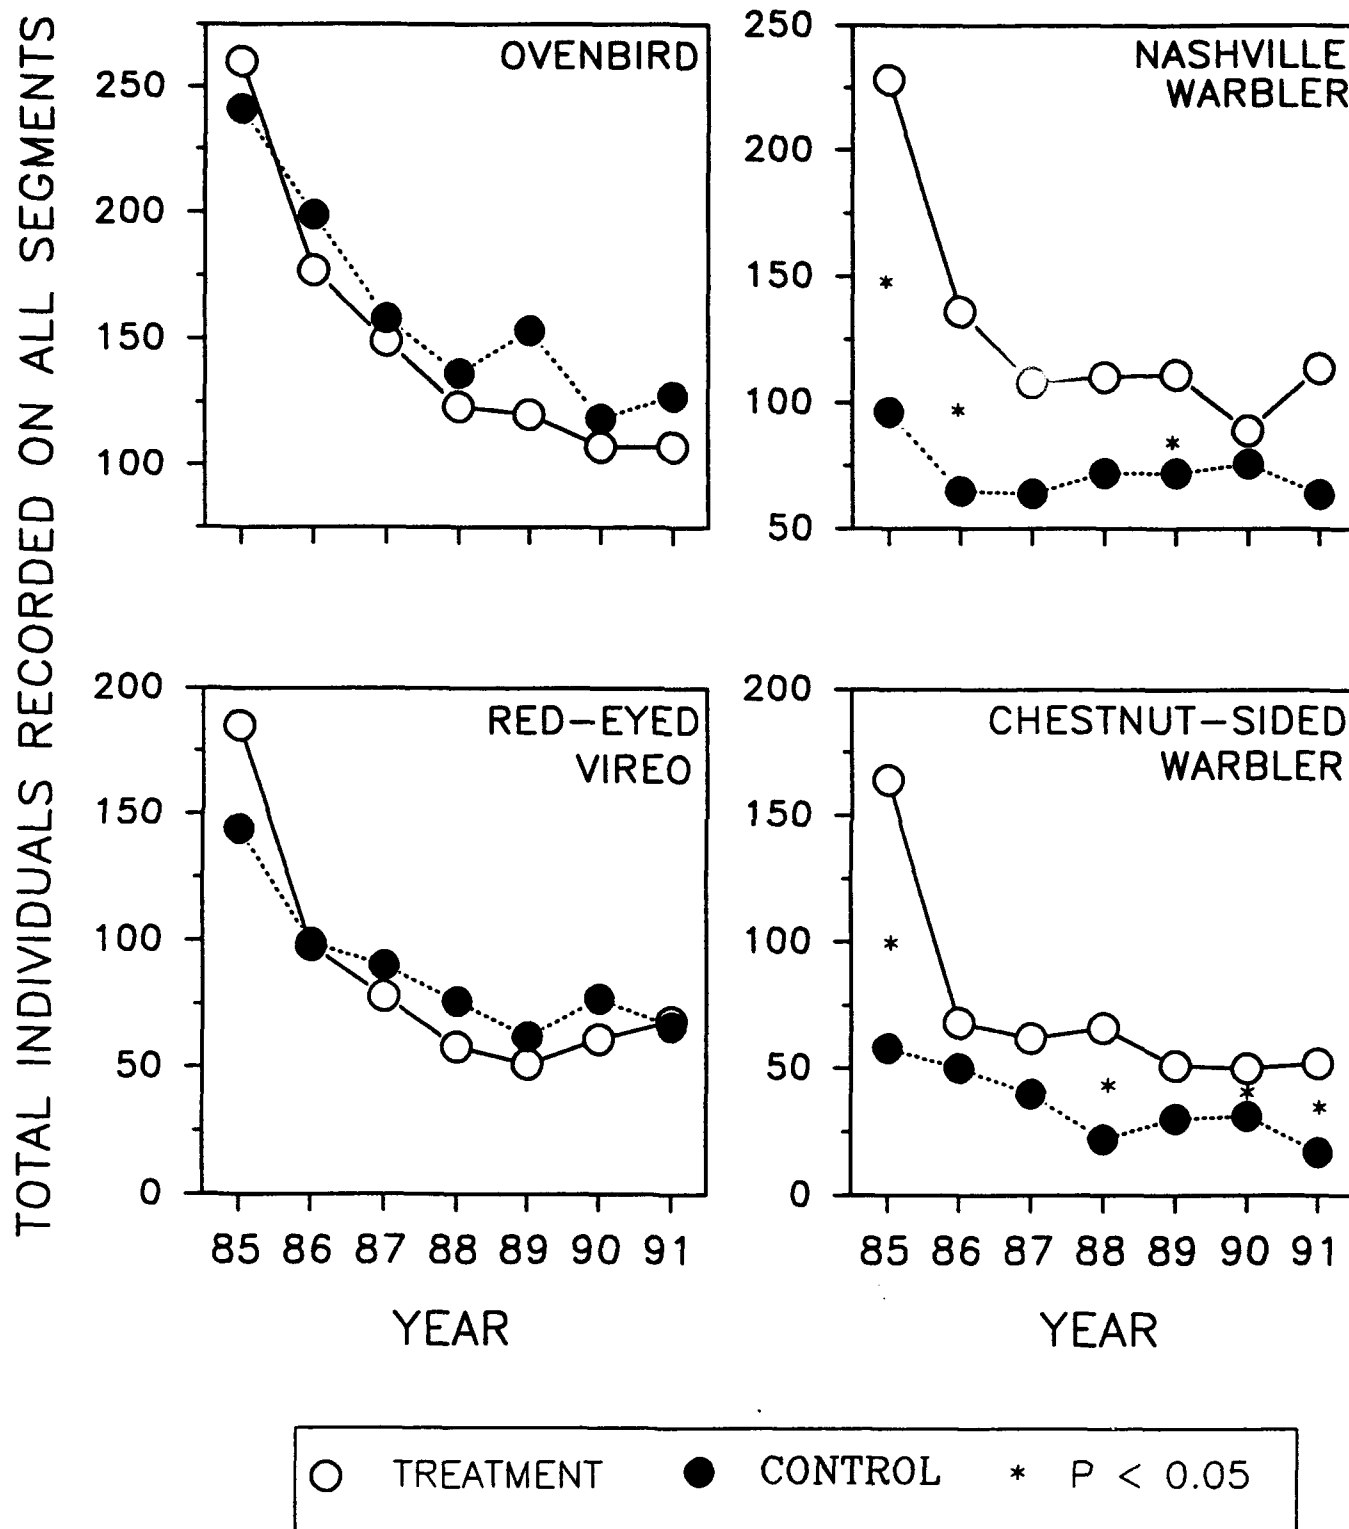 TOTAL INDIVIDUALS RECORDED ON ALL SEGMENTS
OVENBIRD
250
200
150
100
NASHVILLE
WARBLER
250
200
150
100
50
RED-EYED
VIREO
200
150
100
50
0
85 86 87 88 89 90 91
YEAR
CHESTNUT-SIDED
WARBLER
200
150
100
50
0
85 86 87 88 89 90 91
YEAR
TREATMENT CONTROL * P < 0.05